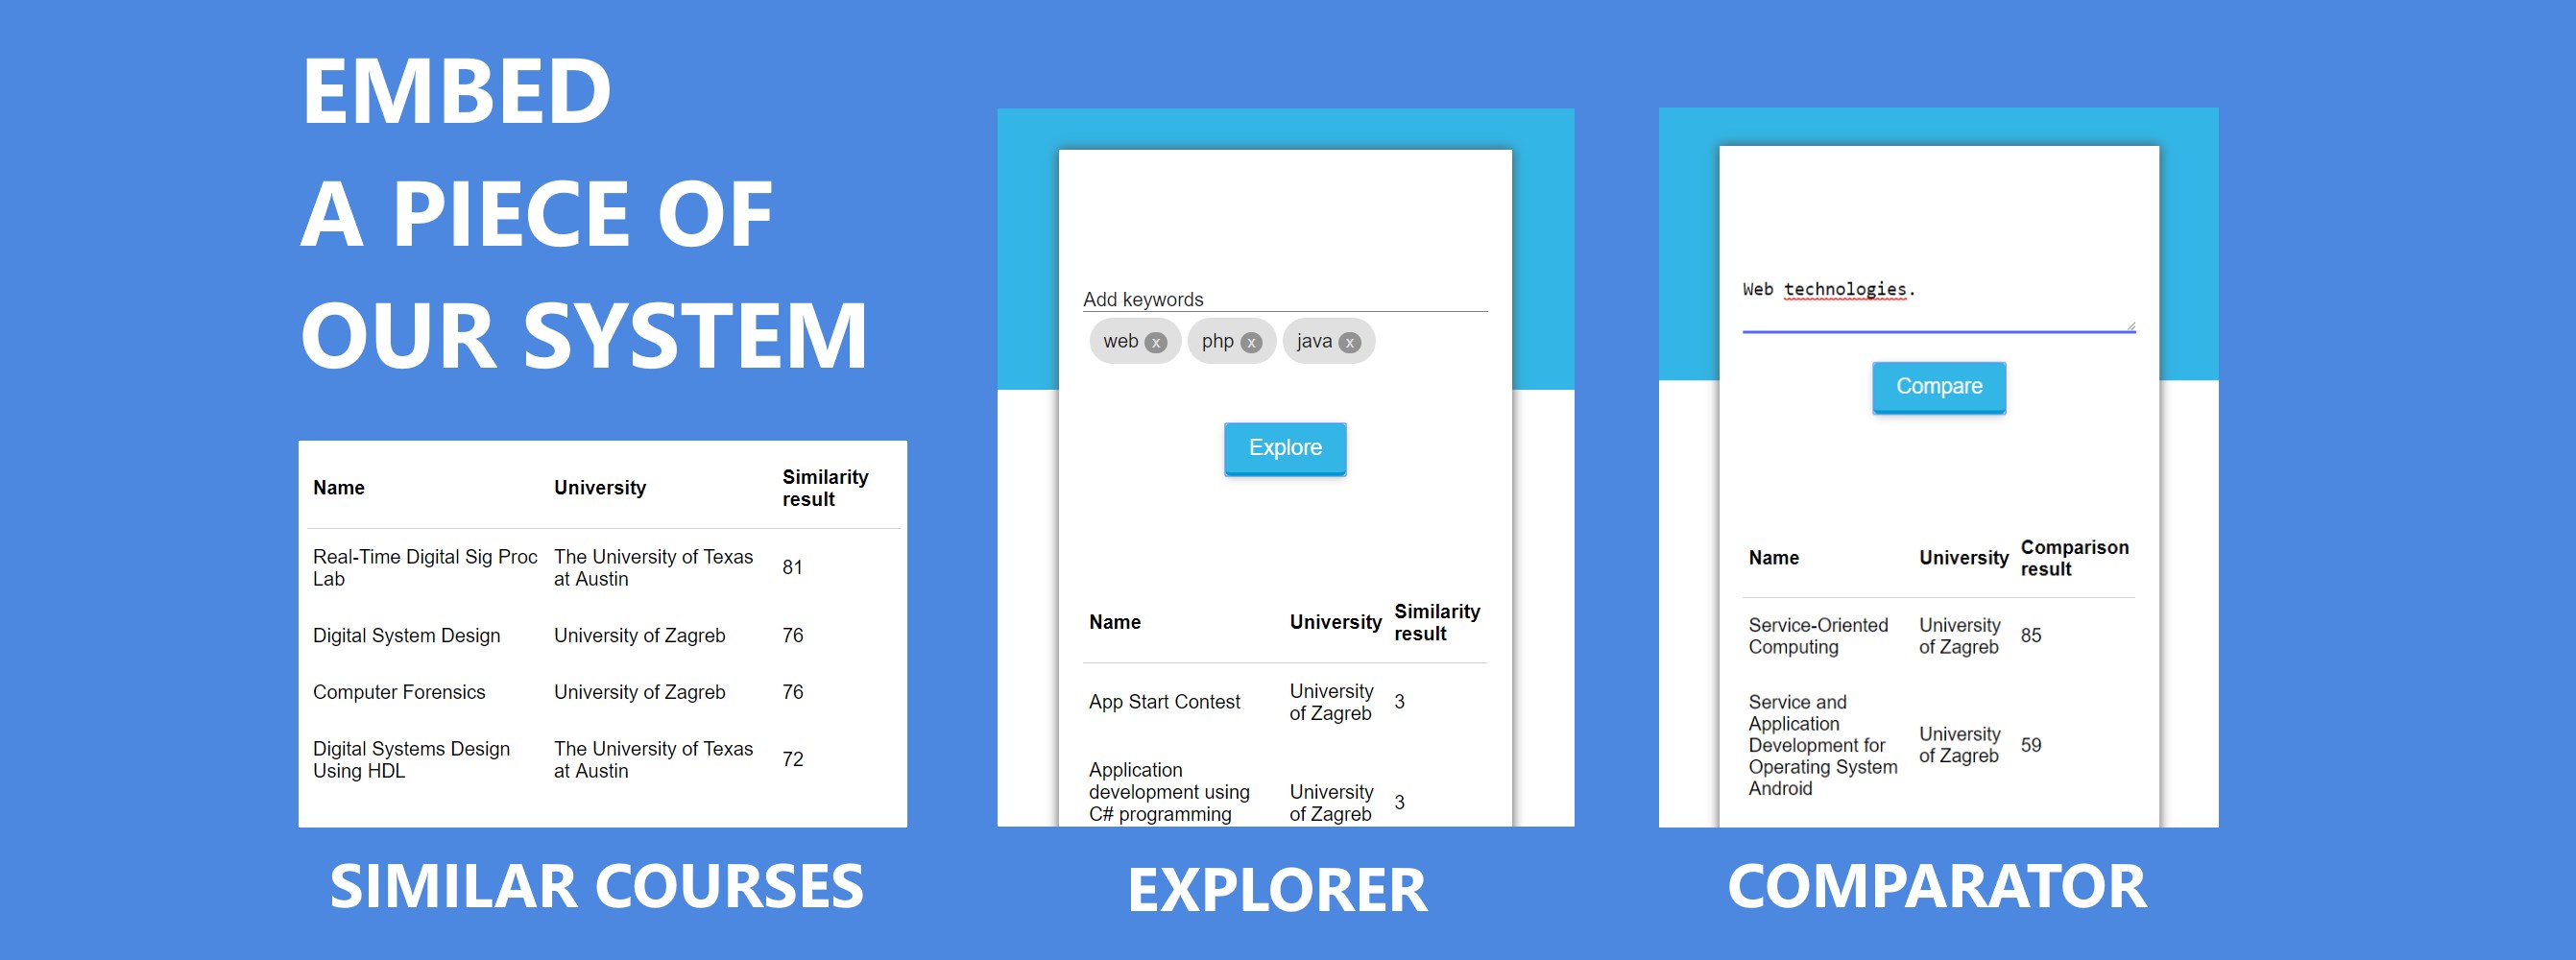 EMBED
A PIECE OF
OUR SYSTEM
Name University Similarity
result
Real-Time Digital Sig Proc The University of Texas 81
Lab at Austin
Digital System Design University of Zagreb 76
Computer Forensics University of Zagreb 76
Digital Systems Design The University of Texas 72
Using HDL at Austin
SIMILAR COURSES
Add keywords
web x php x java x
Explore
Name University Similarity
result
App Start Contest University 3
of Zagreb
Application
development using University 3
C# programming of Zagreb
EXPLORER
Web technologies.
Compare
Name University Comparison
result
Service-Oriented University 85
Computing of Zagreb
Service and
Application
Development for University 59
Operating System of Zagreb
Android
COMPARATOR